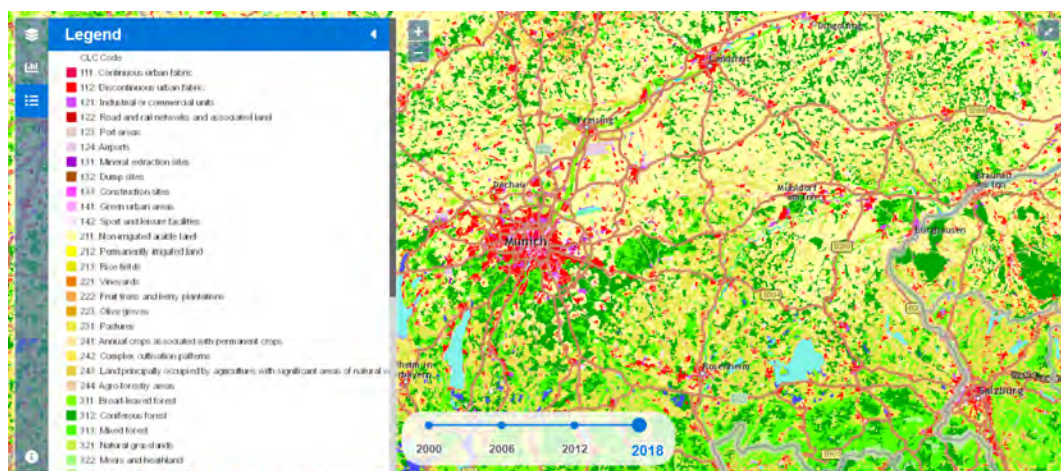 Legend
CLC Code
111: Continuous urban fabric
112: Discontinuous urban fabric
121: Industrial or commercial units
122: Road and rail networks and associated land
123: Port areas
124: Airports
131: Mineral extraction sites
132: Dump sites
133: Construction sites
141: Green urban areas
142: Sport and leisure facilities
211: Non-irrigated arable land
212: Permanently irrigated land
213: Rice fields
221: Vineyards
222: Fruit trees and berry plantations
223: Olive groves
231: Pastures
241: Annual crops associated with permanent crops
242: Complex cultivation patterns
243: Land principally occupied by agriculture with significant areas of natural v
244: Agro-forestry areas
311: Broad-leaved forest
312: Coniferous forest
313: Mixed forest
321: Natural grasslands
322: Moors and heathland
+
Landshut
Freising
Dachau
Mühldorf
am Inn
Braunau
am Inn
Munich
Burghausen
Rosenheim
Salzburg
2000
2006
2012
2018